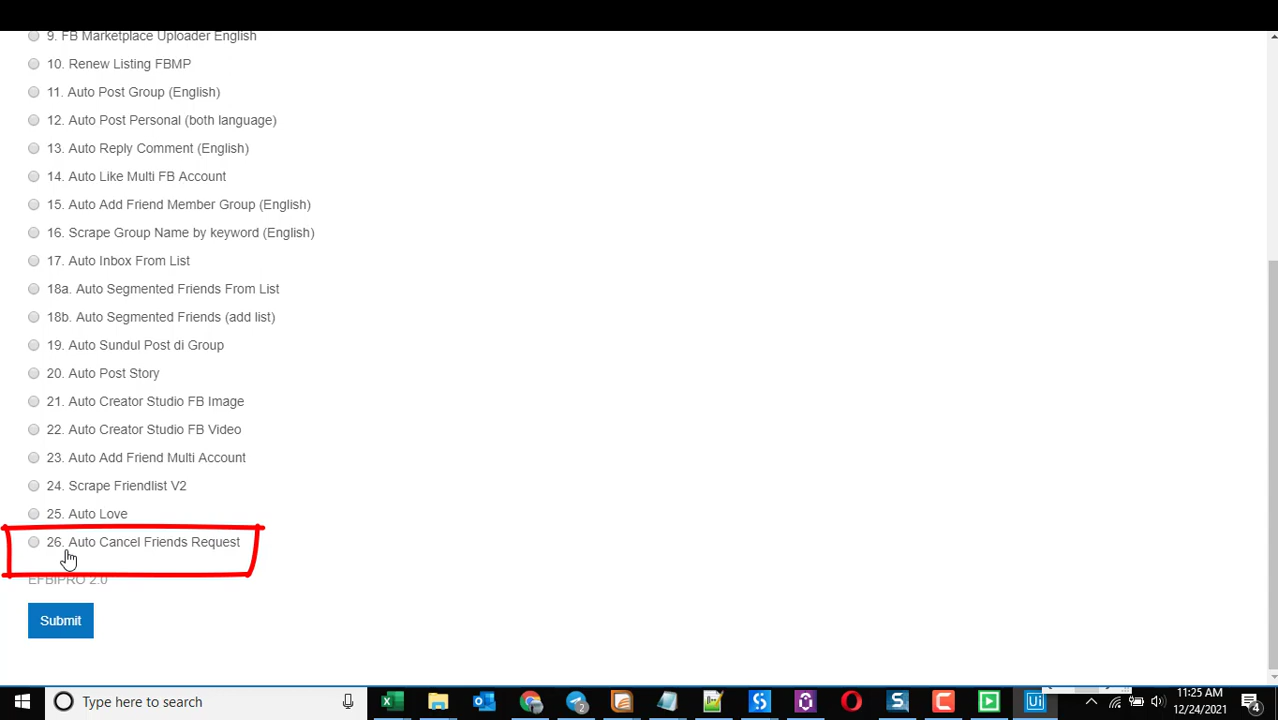 9. FB Marketplace Uploader English
10. Renew Listing FBMP
11. Auto Post Group (English)
12. Auto Post Personal (both language)
13. Auto Reply Comment (English)
14. Auto Like Multi FB Account
15. Auto Add Friend Member Group (English)
16. Scrape Group Name by keyword (English)
17. Auto Inbox From List
18a. Auto Segmented Friends From List
18b. Auto Segmented Friends (add list)
19. Auto Sundul Post di Group
20. Auto Post Story
21. Auto Creator Studio FB Image
22. Auto Creator Studio FB Video
23. Auto Add Friend Multi Account
24. Scrape Friendlist V2
25. Auto Love
26. Auto Cancel Friends Request
EFBIPRO 2.0
Submit
Type here to search
2
Ui
11:25 AM
12/24/2021
4